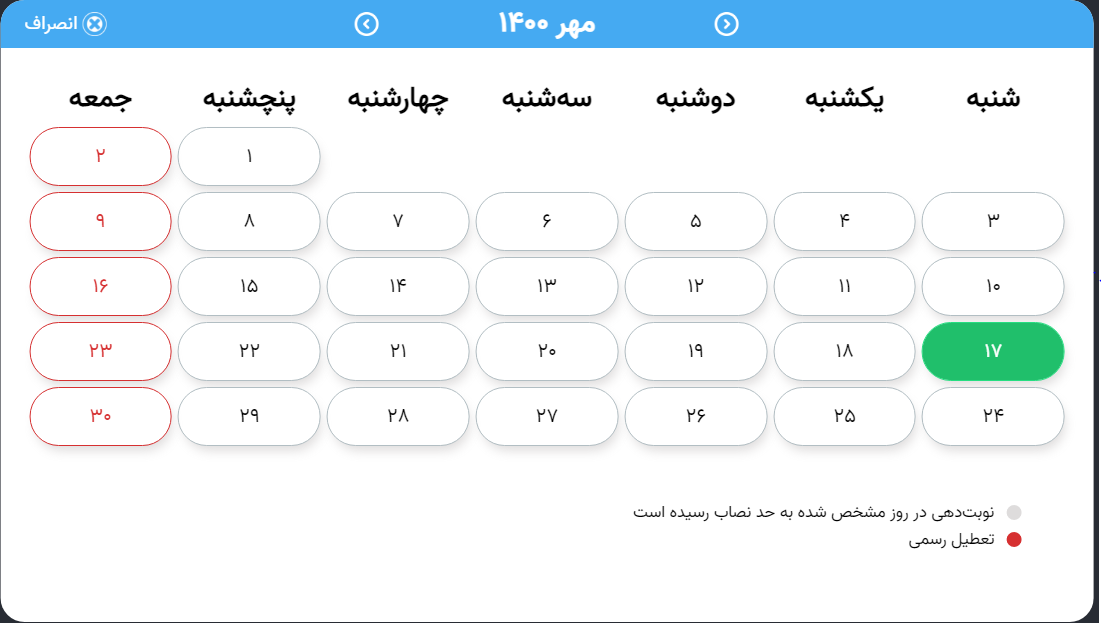 مهر ۱۴۰۰ انصراف
شنبه یکشنبه دوشنبه سه‌شنبه چهارشنبه پنچشنبه جمعه
۱ ۲
۳ ۴ ۵ ۶ ۷ ۸ ۹
۱۰ ۱۱ ۱۲ ۱۳ ۱۴ ۱۵ ۱۶
۱۷ ۱۸ ۱۹ ۲۰ ۲۱ ۲۲ ۲۳
۲۴ ۲۵ ۲۶ ۲۷ ۲۸ ۲۹ ۳۰
نوبت‌دهی در روز مشخص شده به حد نصاب رسیده است
تعطیل رسمی